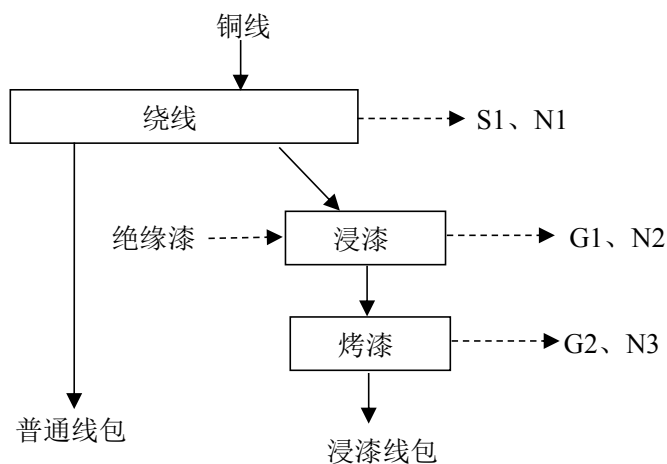 铜线
绕线
S1、N1
绝缘漆
浸漆
G1、N2
烤漆
G2、N3
普通线包
浸漆线包